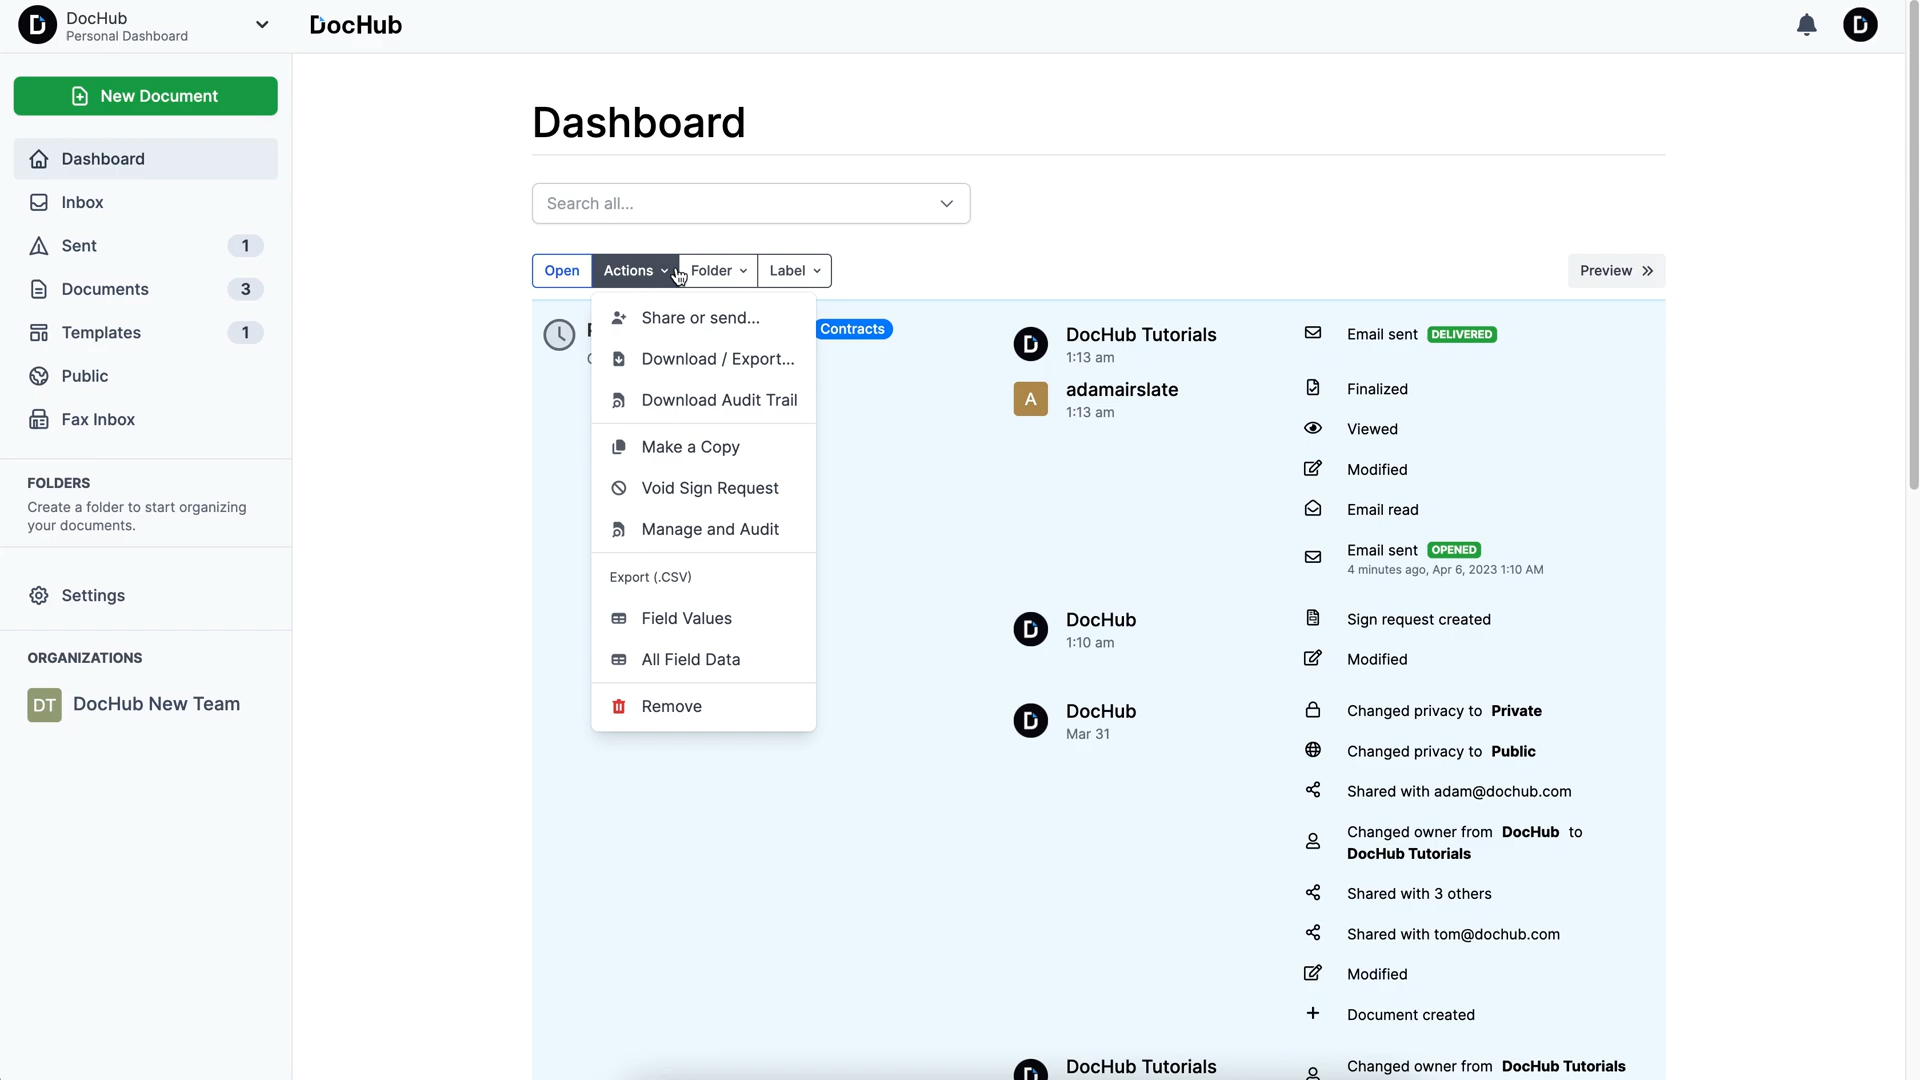 DocHub
Personal Dashboard
DocHub
New Document
Dashboard
Inbox
Sent 1
Documents 3
Templates 1
Public
Fax Inbox
FOLDERS
Create a folder to start organizing
your documents.
Settings
ORGANIZATIONS
DT DocHub New Team
Dashboard
Search all...
Open Actions Folder Label
Preview
Share or send...
Download / Export...
Download Audit Trail
Make a Copy
Void Sign Request
Manage and Audit
Export (.CSV)
Field Values
All Field Data
Remove
Contracts
DocHub Tutorials
1:13 am
A adamairslate
1:13 am
Email sent DELIVERED
Finalized
Viewed
Modified
Email read
Email sent OPENED
4 minutes ago, Apr 6, 2023 1:10 AM
DocHub
1:10 am
Sign request created
Modified
DocHub
Mar 31
Changed privacy to Private
Changed privacy to Public
Shared with adam@dochub.com
Changed owner from DocHub to
DocHub Tutorials
Shared with 3 others
Shared with tom@dochub.com
Modified
Document created
DocHub Tutorials
Changed owner from DocHub Tutorials